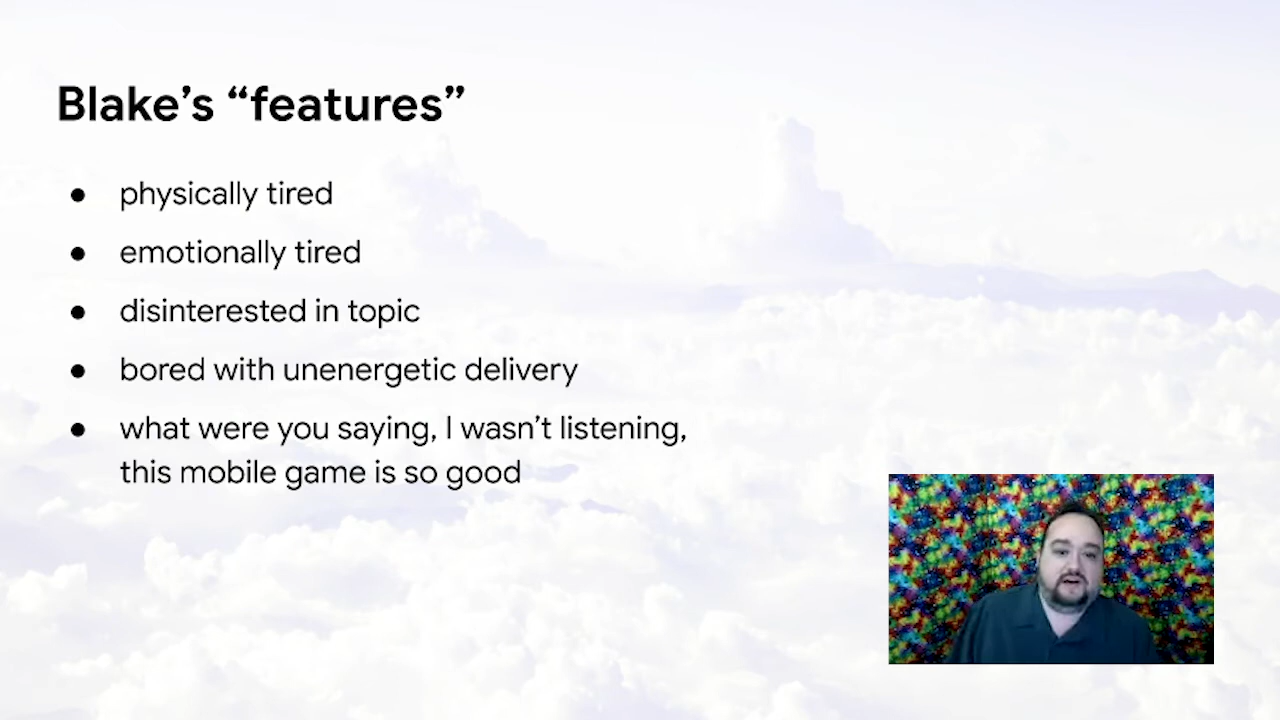 Blake’s “features”
● physically tired
● emotionally tired
● disinterested in topic
● bored with unenergetic delivery
● what were you saying, I wasn’t listening,
this mobile game is so good